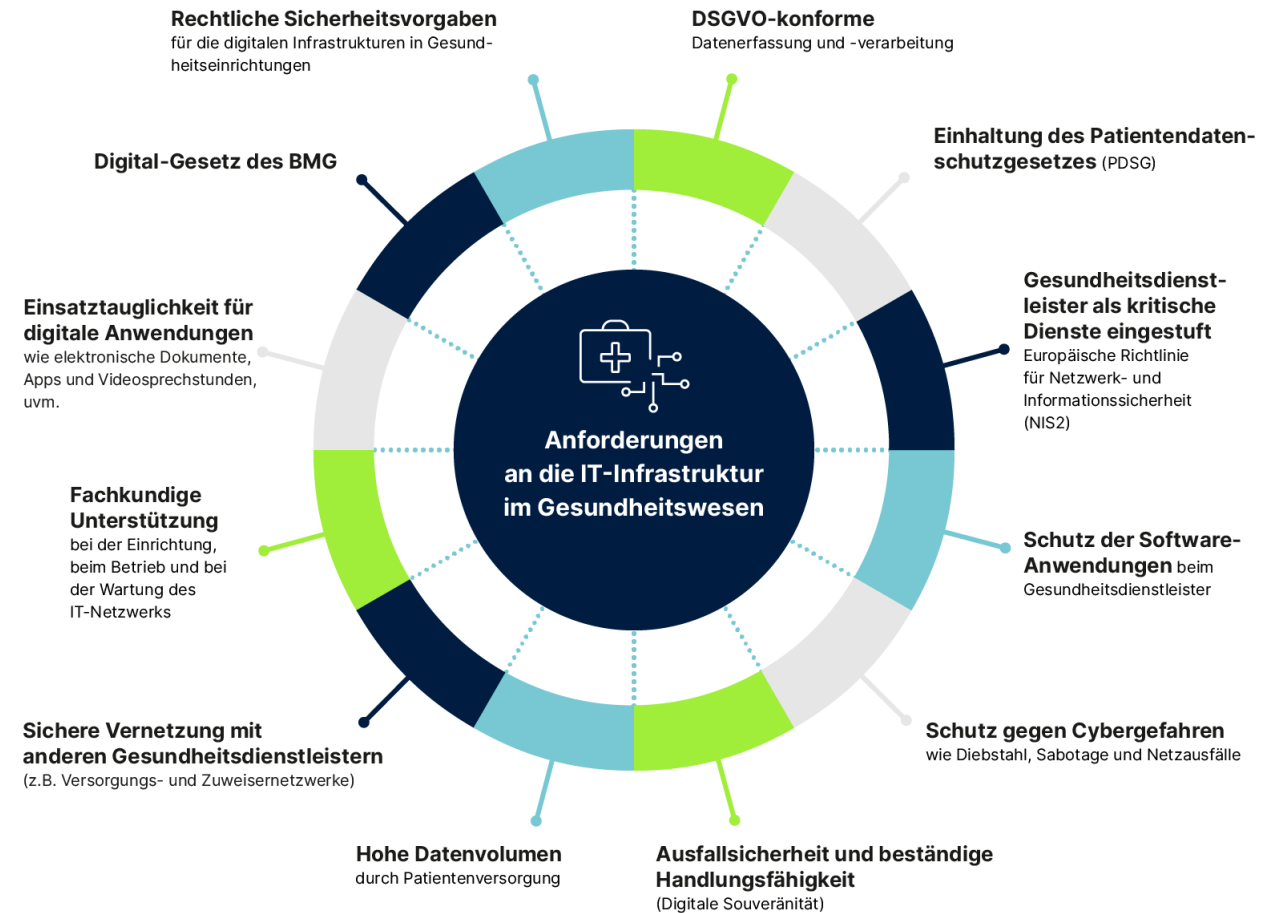 Rechtliche Sicherheitsvorgaben
für die digitalen Infrastrukturen in Gesund-
heitseinrichtungen
DSGVO-konforme
Datenerfassung und -verarbeitung
Einhaltung des Patientendaten-
schutzgesetzes (PDSG)
Gesundheitsdienst-
leister als kritische
Dienste eingestuft
Europäische Richtlinie
für Netzwerk- und
Informationssicherheit
(NIS2)
Schutz der Software-
Anwendungen beim
Gesundheitsdienstleister
Schutz gegen Cybergefahren
wie Diebstahl, Sabotage und Netzausfälle
Ausfallsicherheit und beständige
Handlungsfähigkeit
(Digitale Souveränität)
Hohe Datenvolumen
durch Patientenversorgung
Sichere Vernetzung mit
anderen Gesundheitsdienstleistern
(z.B. Versorgungs- und Zuweisernetzwerke)
Fachkundige
Unterstützung
bei der Einrichtung,
beim Betrieb und bei
der Wartung des
IT-Netzwerks
Einsatztauglichkeit für
digitale Anwendungen
wie elektronische Dokumente,
Apps und Videosprechstunden,
uvm.
Digital-Gesetz des BMG
Anforderungen
an die IT-Infrastruktur
im Gesundheitswesen